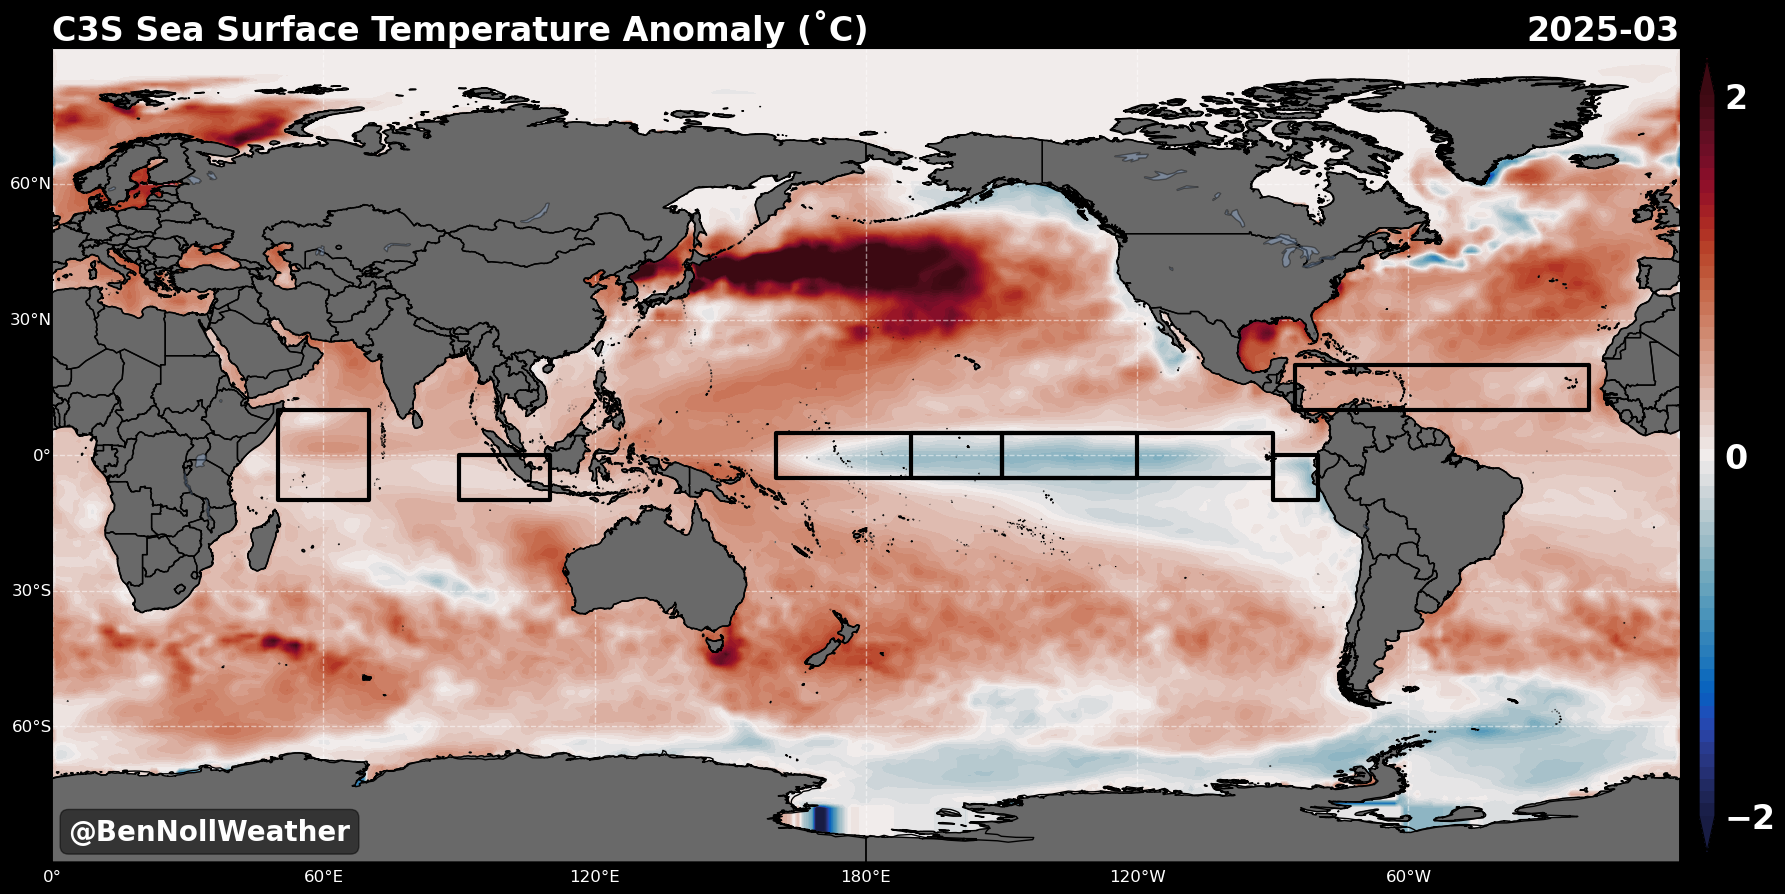 C3S Sea Surface Temperature Anomaly (˚C)
2025-03
2
0
−2
60°N
30°N
0°
30°S
60°S
0°
60°E
120°E
180°E
120°W
60°W
@BenNollWeather